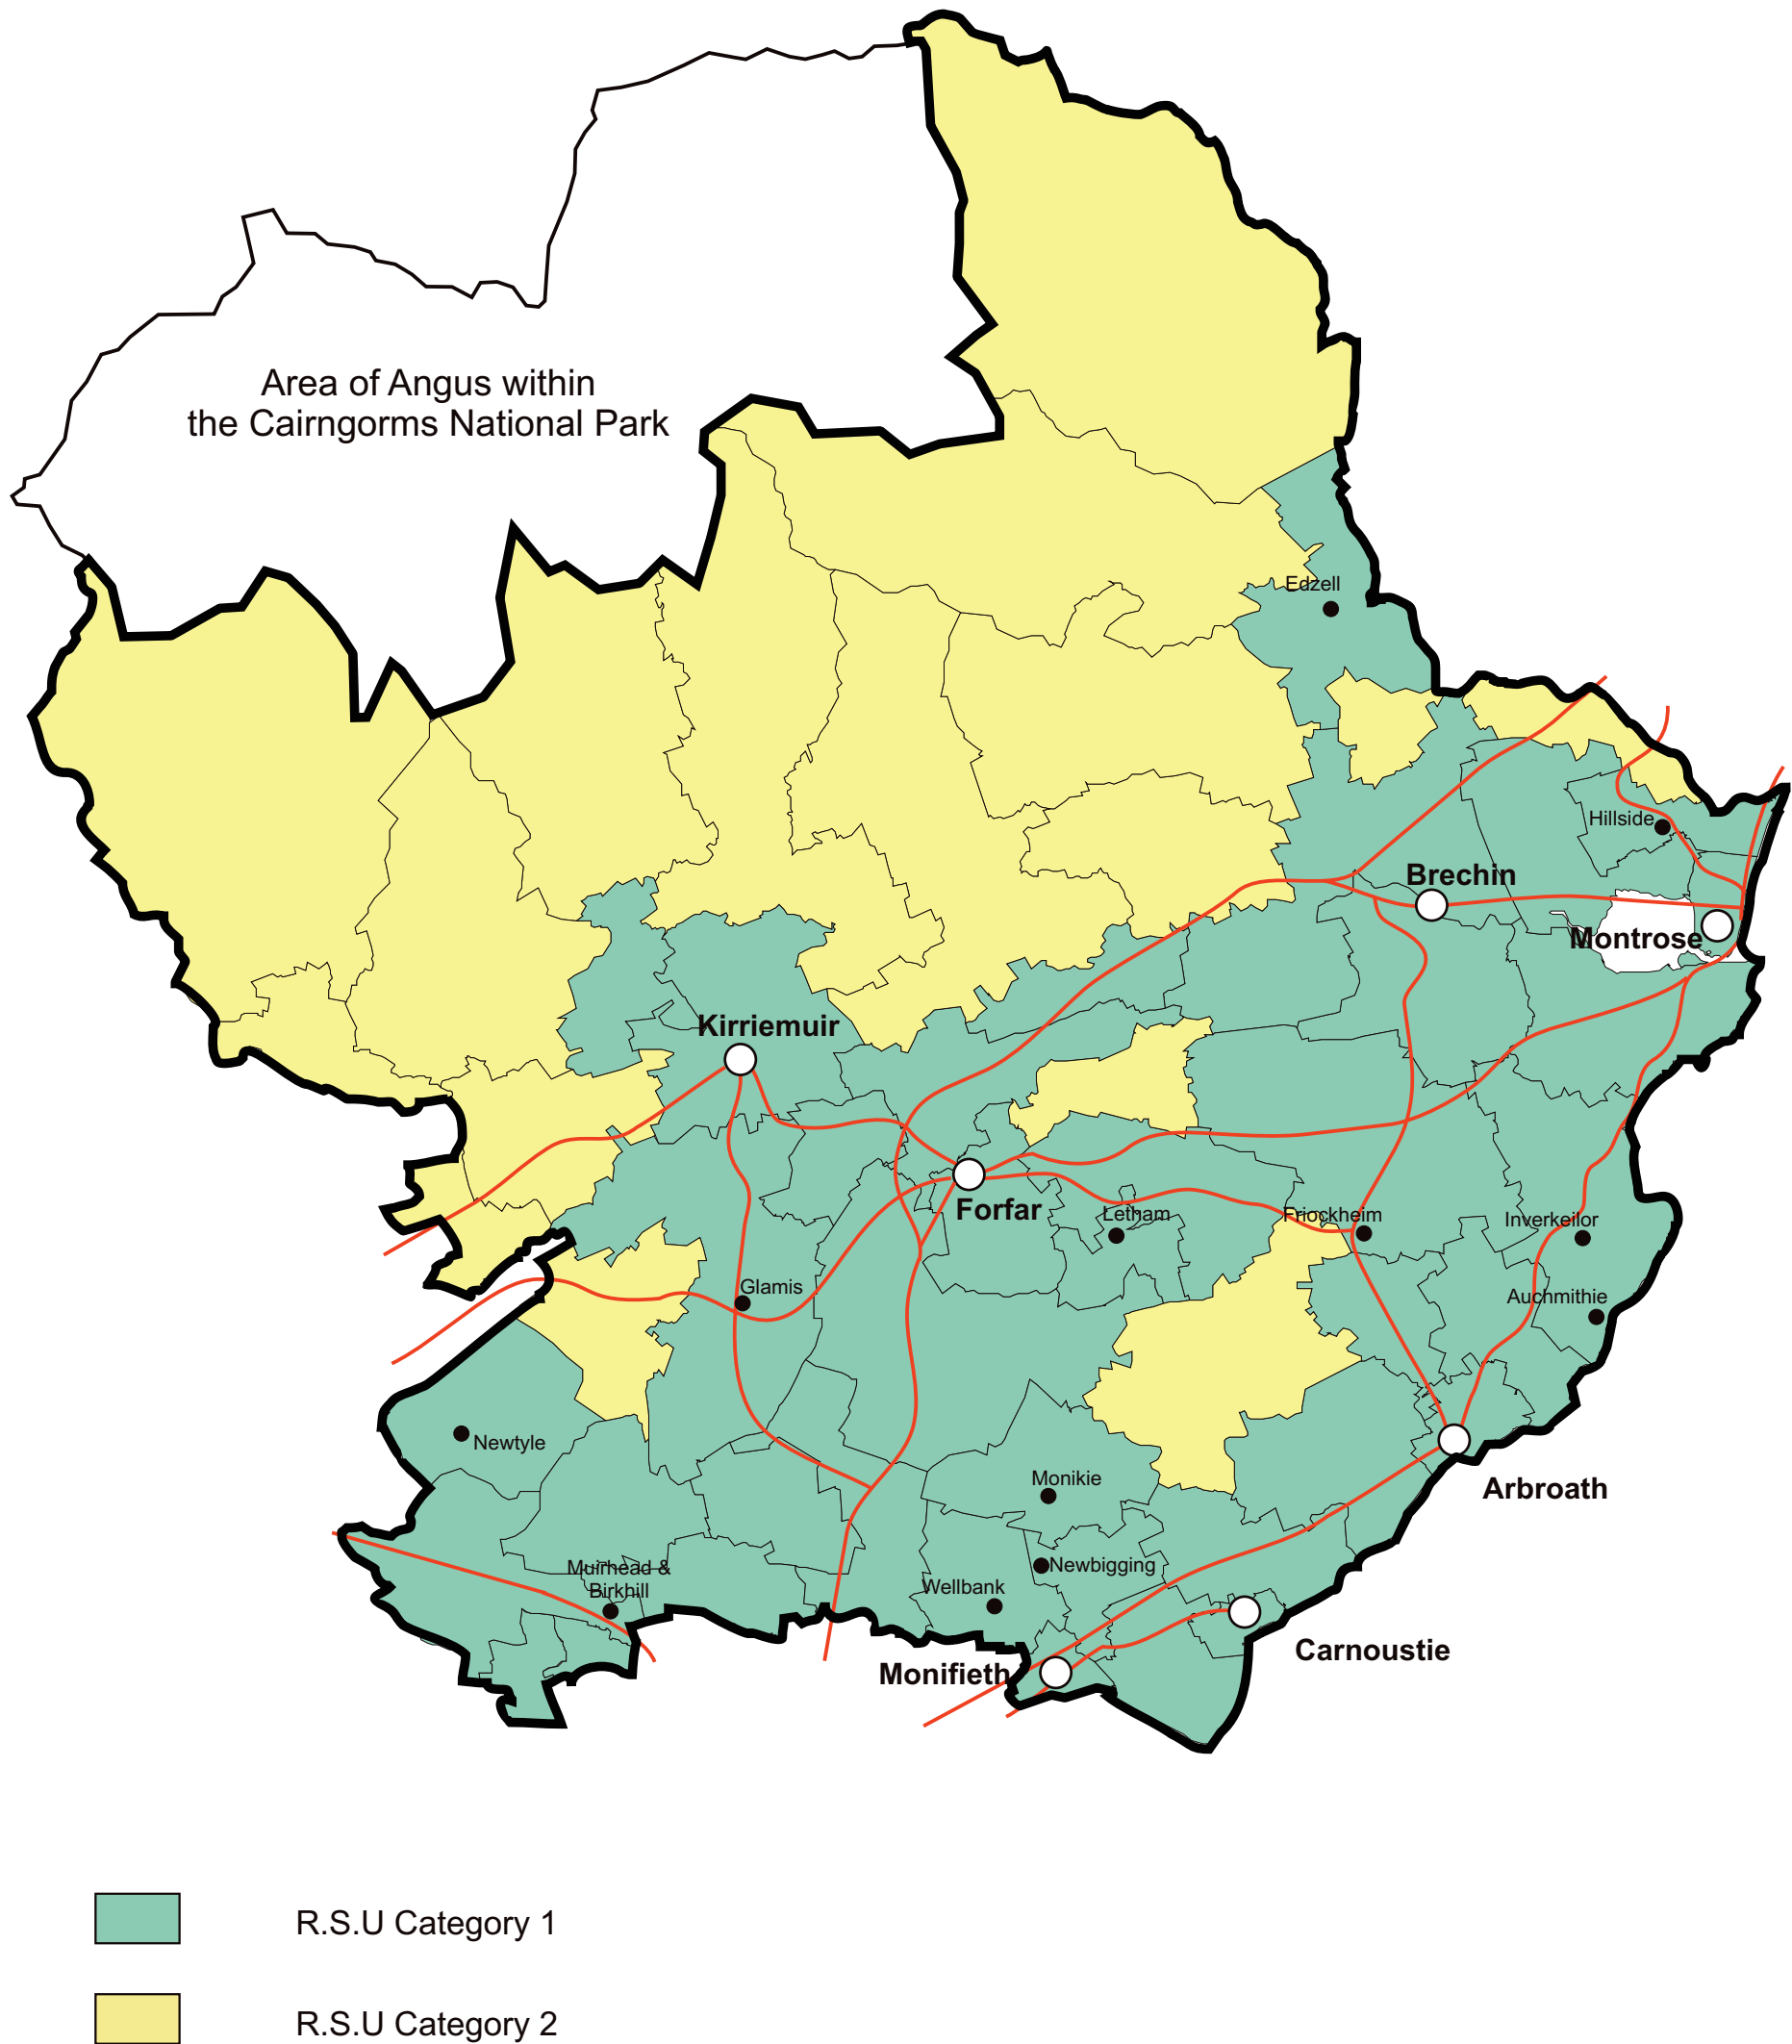 Area of Angus within
the Cairngorms National Park
Edzell
Hillside
Brechin
Montrose
Kirriemuir
Forfar
Letham
Friockheim
Inverkeilor
Glamis
Auchmithie
Newtyle
Monikie
Arbroath
Muirhead &
Birkhill
Newbigging
Wellbank
Carnoustie
Monifieth
R.S.U Category 1
R.S.U Category 2